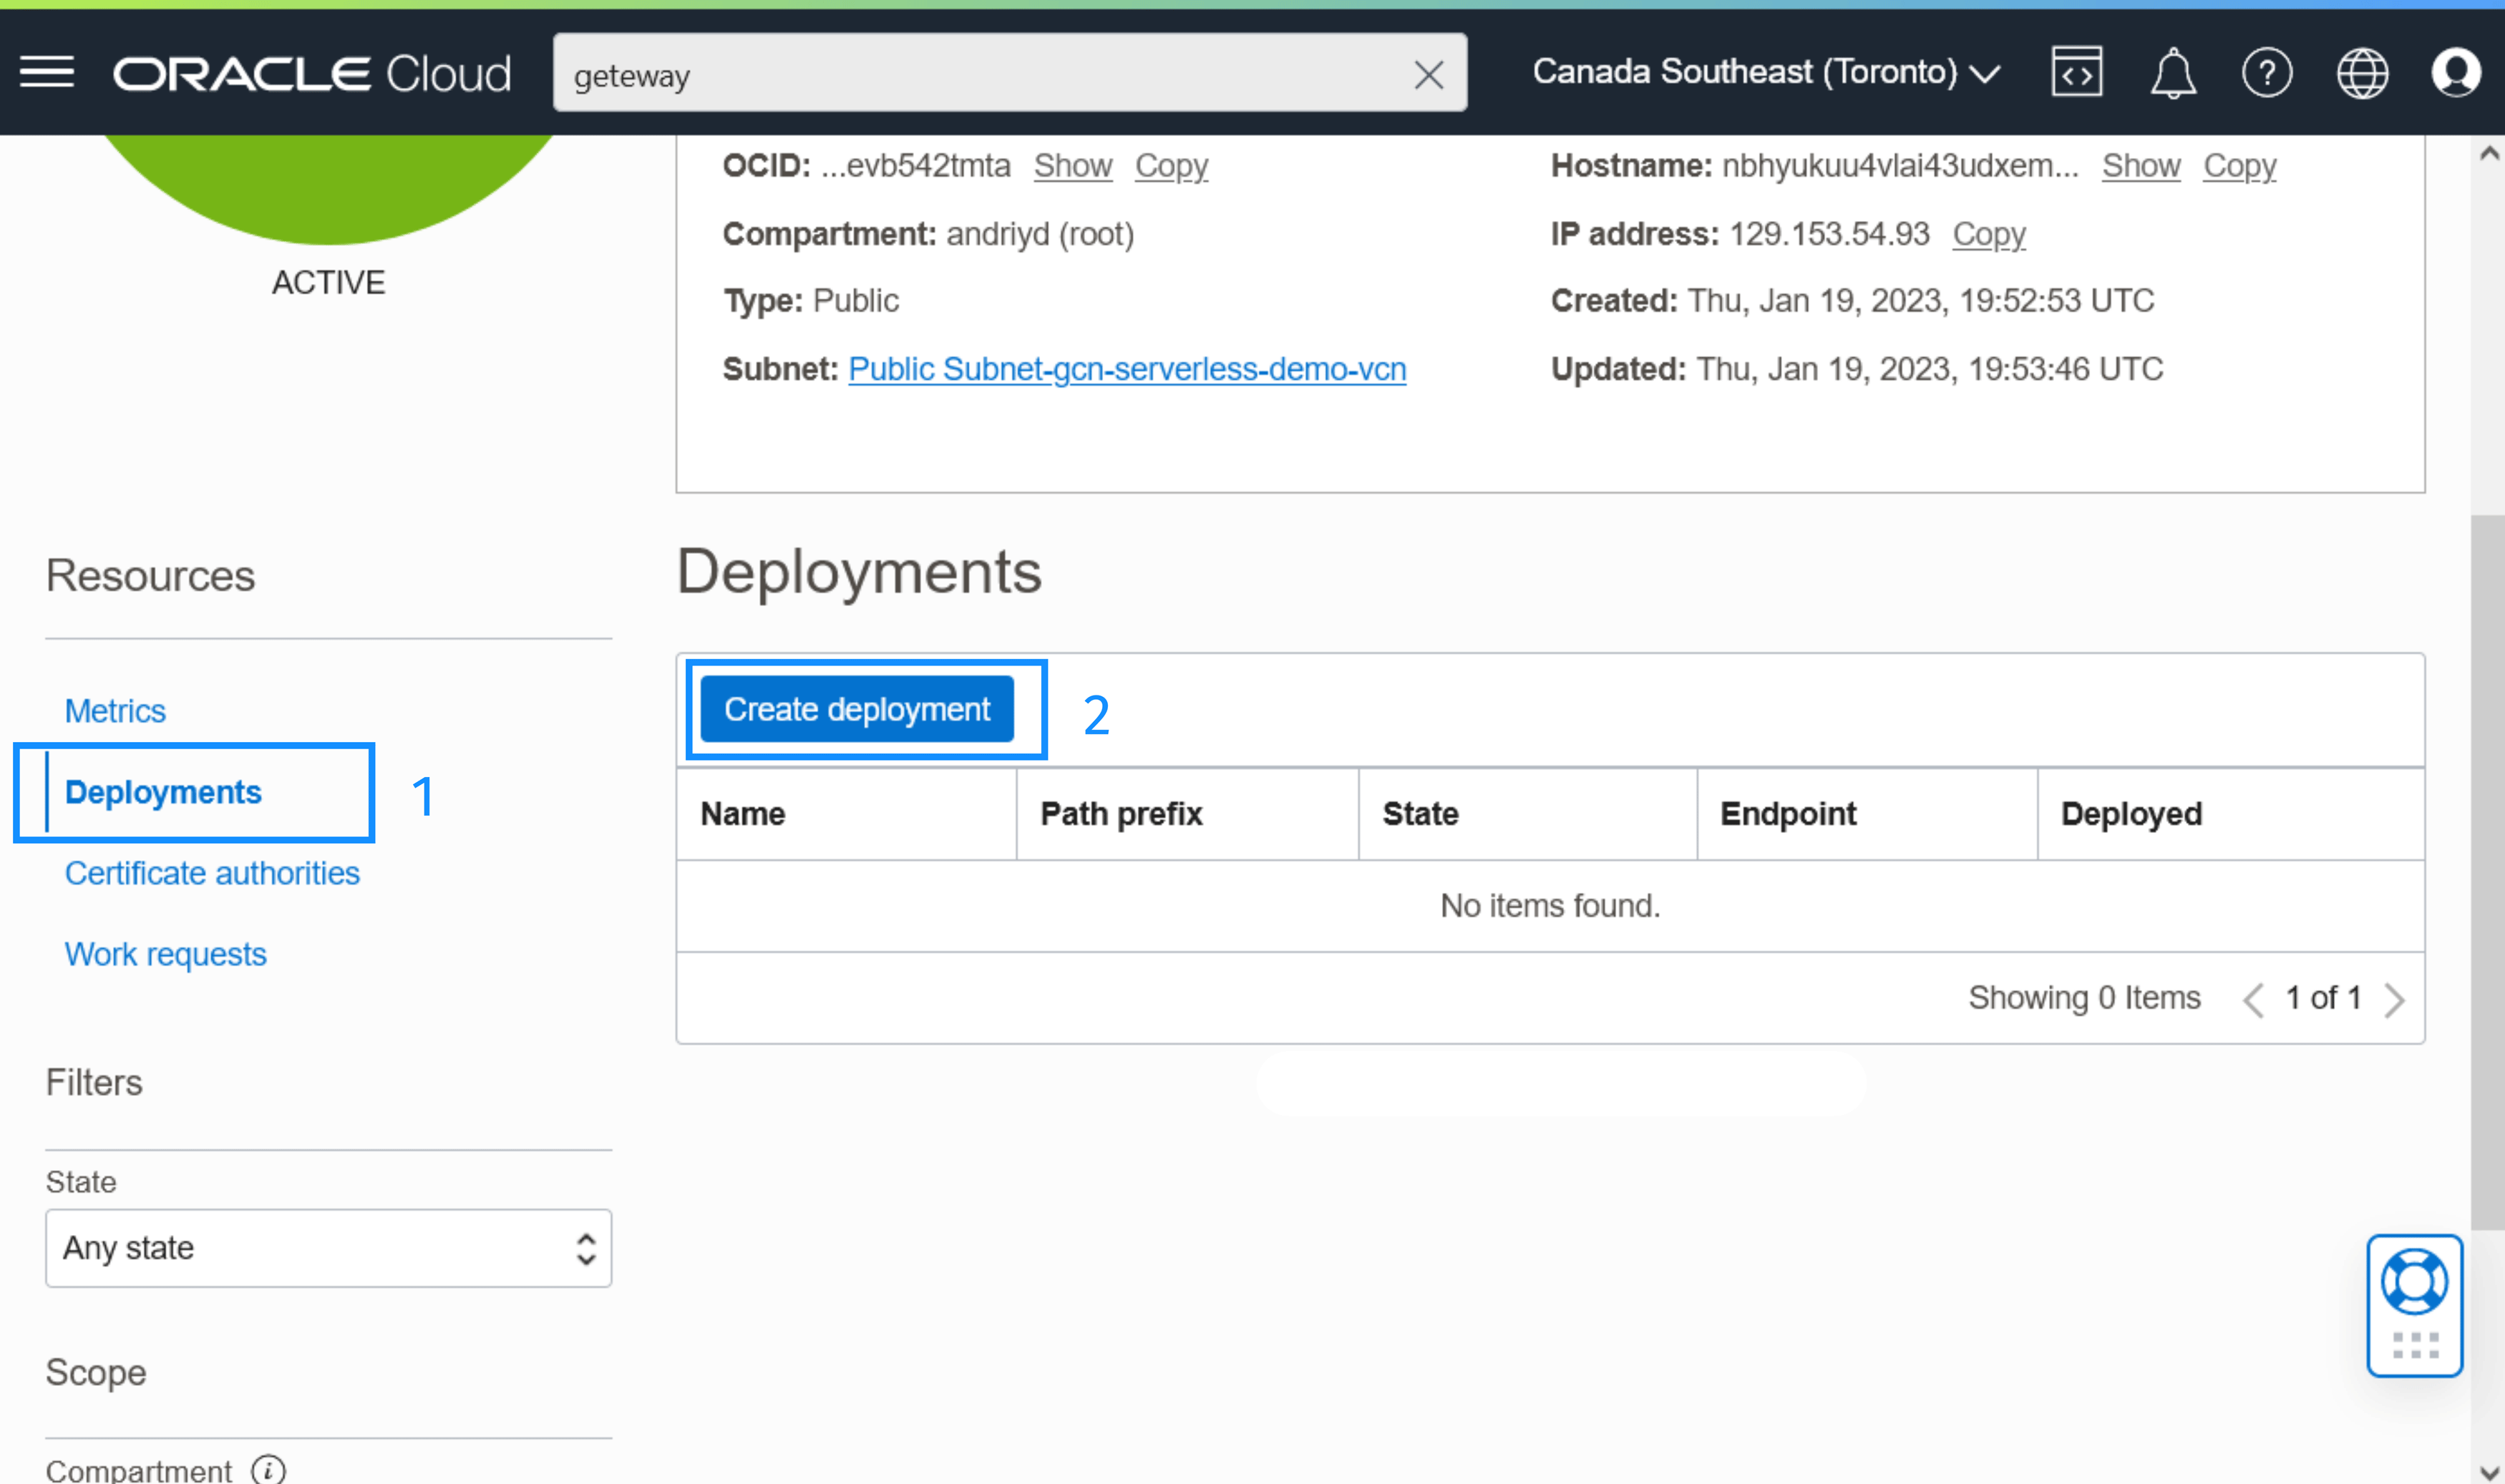 ORACLE Cloud
geteway
Canada Southeast (Toronto)
OCID: ...evb542tmta Show Copy
Hostname: nbhyukuu4vlai43udxem... Show Copy
Compartment: andriyd (root)
IP address: 129.153.54.93 Copy
ACTIVE
Type: Public
Created: Thu, Jan 19, 2023, 19:52:53 UTC
Subnet: Public Subnet-gcn-serverless-demo-vcn
Updated: Thu, Jan 19, 2023, 19:53:46 UTC
Resources
Metrics
Deployments 1
Certificate authorities
Work requests
Deployments
Create deployment 2
Name Path prefix State Endpoint Deployed
No items found.
Showing 0 Items 1 of 1
Filters
State
Any state
Scope
Compartment